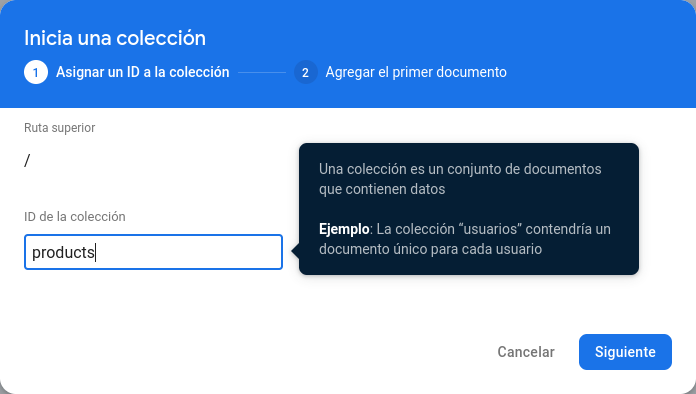 Inicia una colección
1 Asignar un ID a la colección 2 Agregar el primer documento
Ruta superior
/
Una colección es un conjunto de documentos
que contienen datos
Ejemplo: La colección “usuarios” contendría un
documento único para cada usuario
ID de la colección
products
Cancelar Siguiente